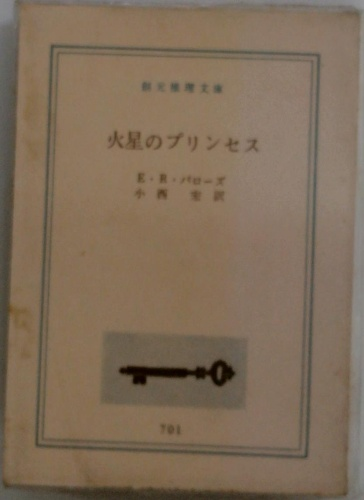 創元推理文庫
火星のプリンセス
E・R・バローズ
小西 宏訳
701